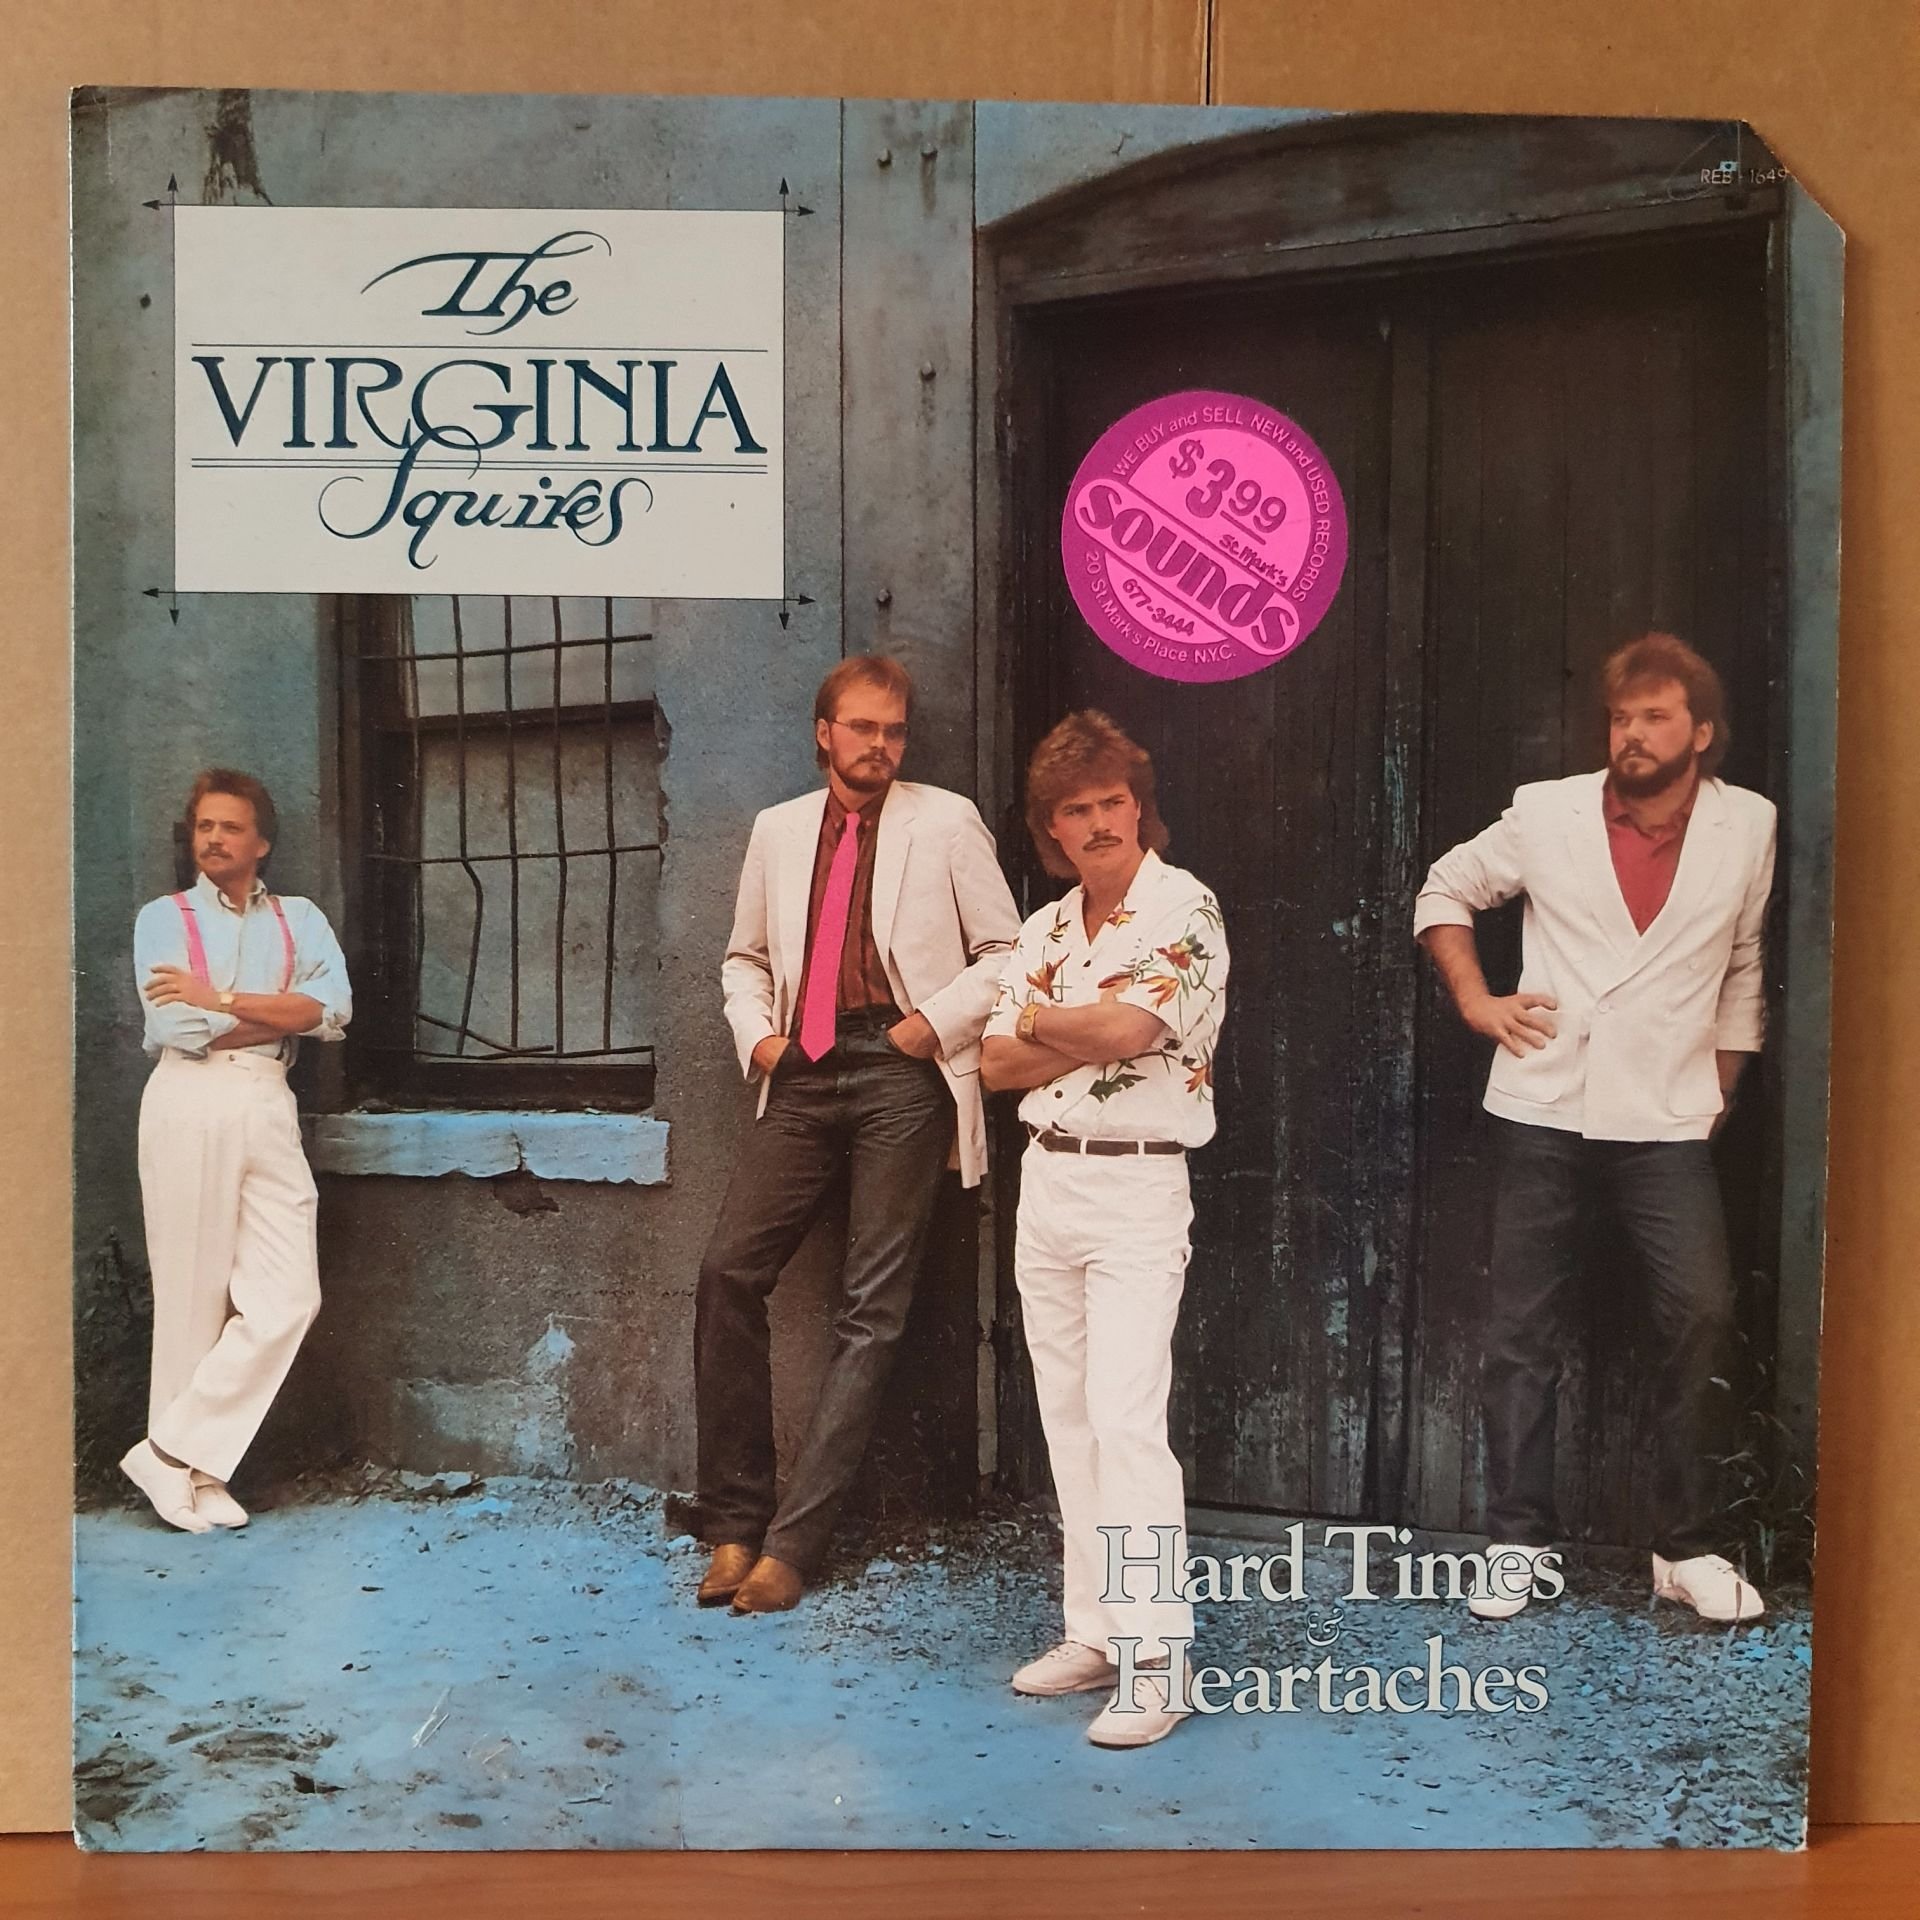 The
VIRGINIA
Squires
REB-1649
WE BUY and SELL NEW and USED RECORDS
$3.99
St. Mark's
Sounds
677-3444
20 St. Mark's Place N.Y.C.
Hard Times
&
Heartaches